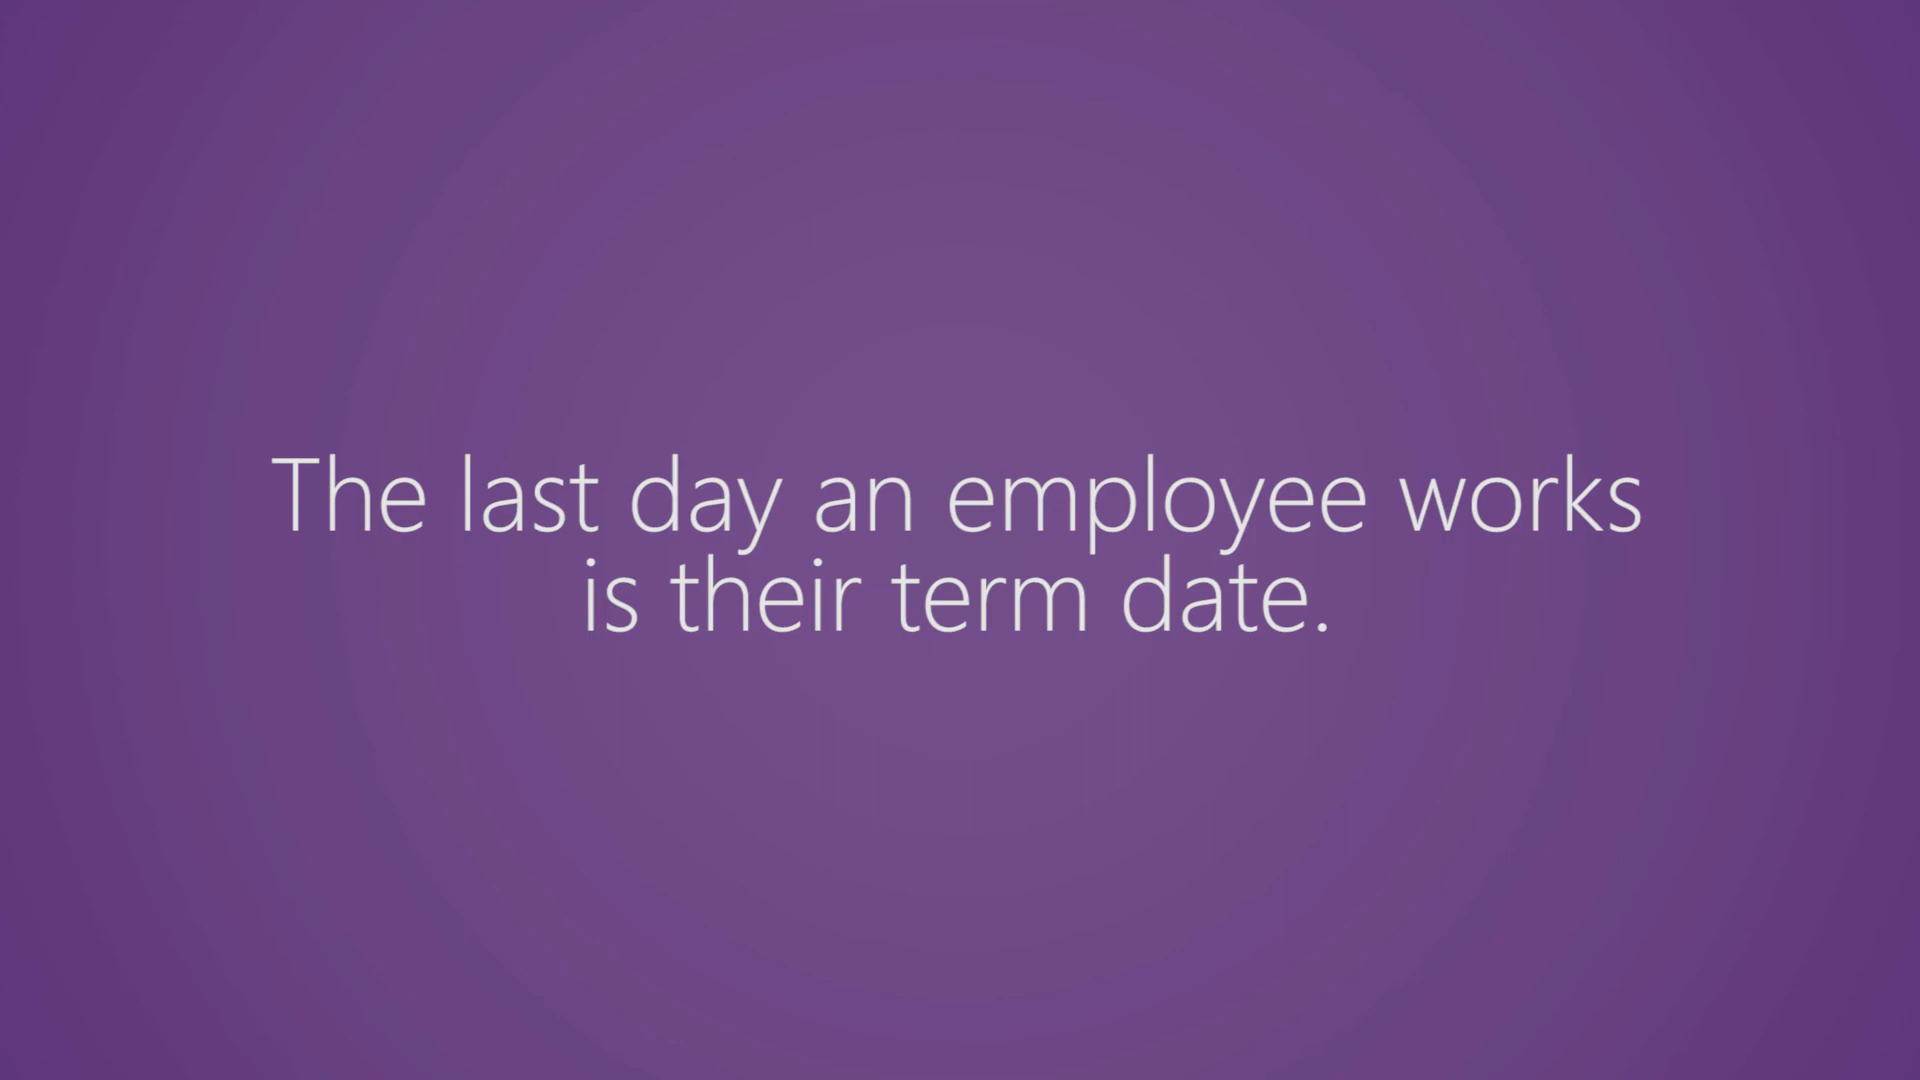 The last day an employee works
is their term date.